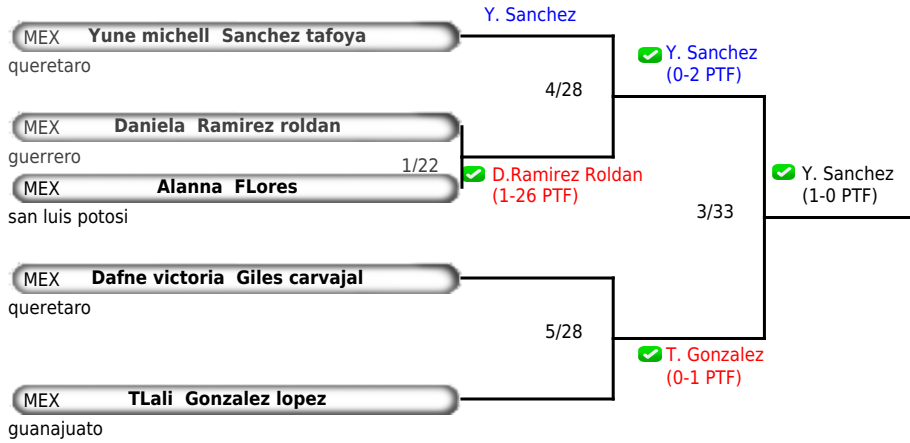 Y. Sanchez
MEX Yune michell Sanchez tafoya
queretaro
Y. Sanchez
(0-2 PTF)
4/28
MEX Daniela Ramirez roldan
guerrero
1/22
D.Ramirez Roldan
(1-26 PTF)
MEX Alanna FLores
san luis potosi
Y. Sanchez
(1-0 PTF)
3/33
MEX Dafne victoria Giles carvajal
queretaro
5/28
T. Gonzalez
(0-1 PTF)
MEX TLali Gonzalez lopez
guanajuato